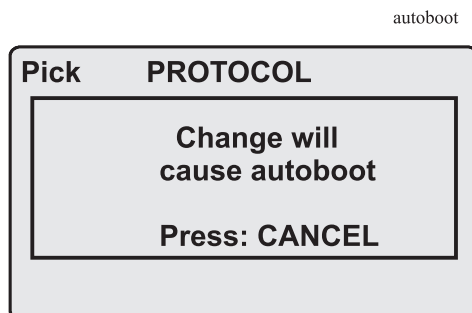 autoboot
Pick PROTOCOL
Change will
cause autoboot
Press: CANCEL